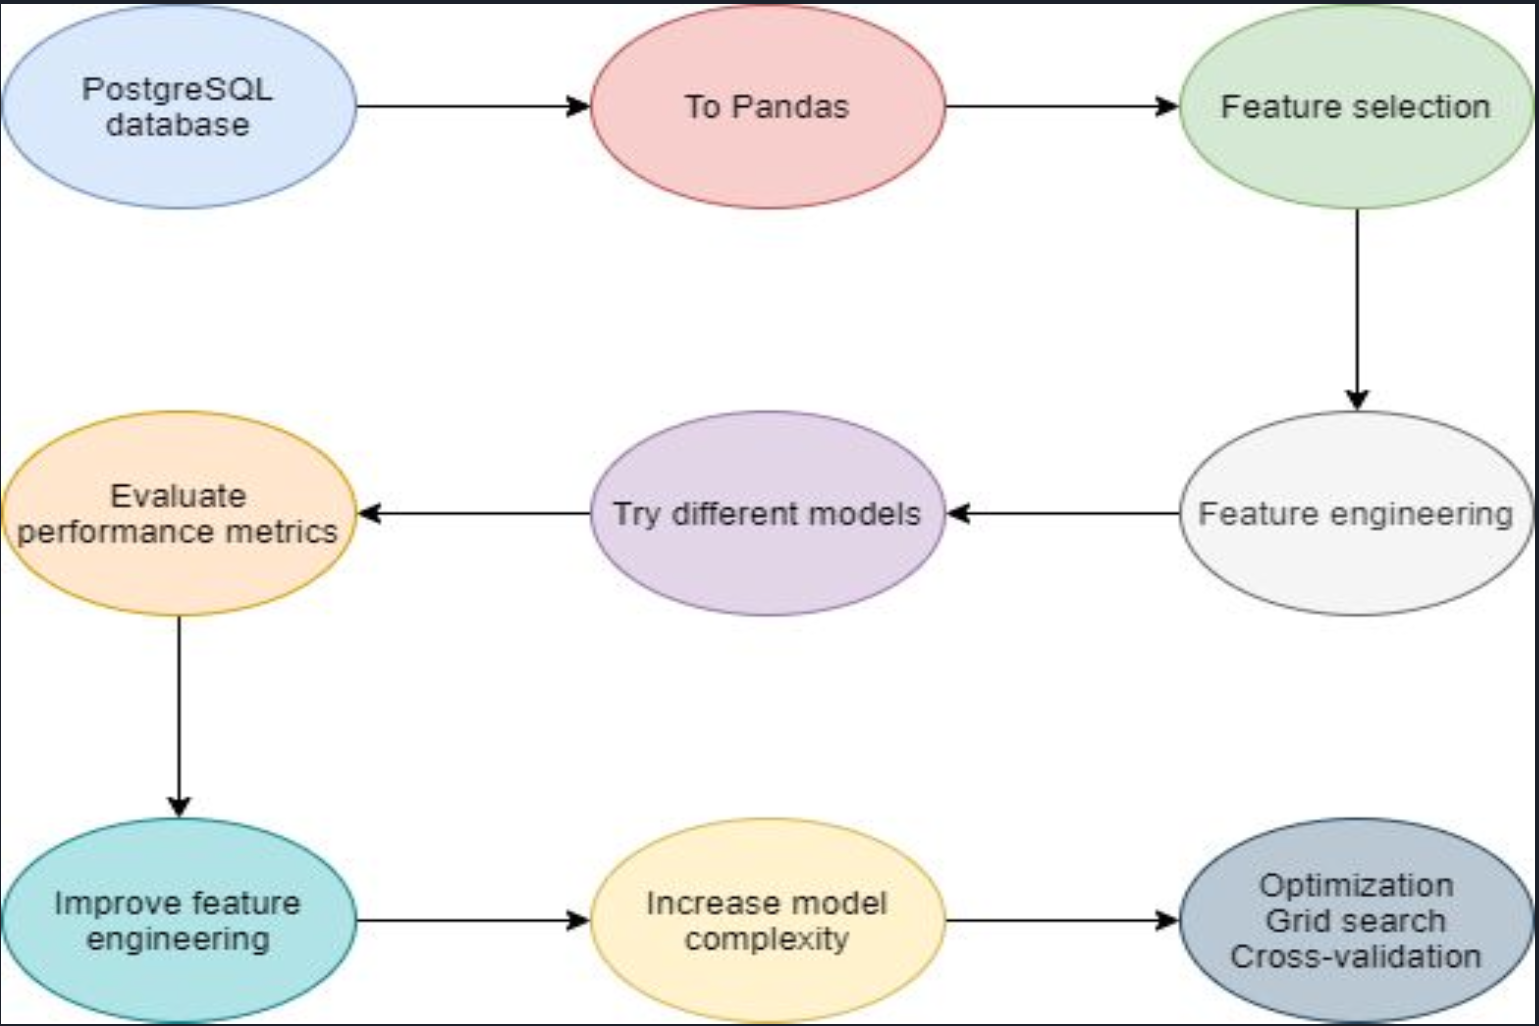 PostgreSQL
database
To Pandas
Feature selection
Feature engineering
Try different models
Evaluate
performance metrics
Improve feature
engineering
Increase model
complexity
Optimization
Grid search
Cross-validation